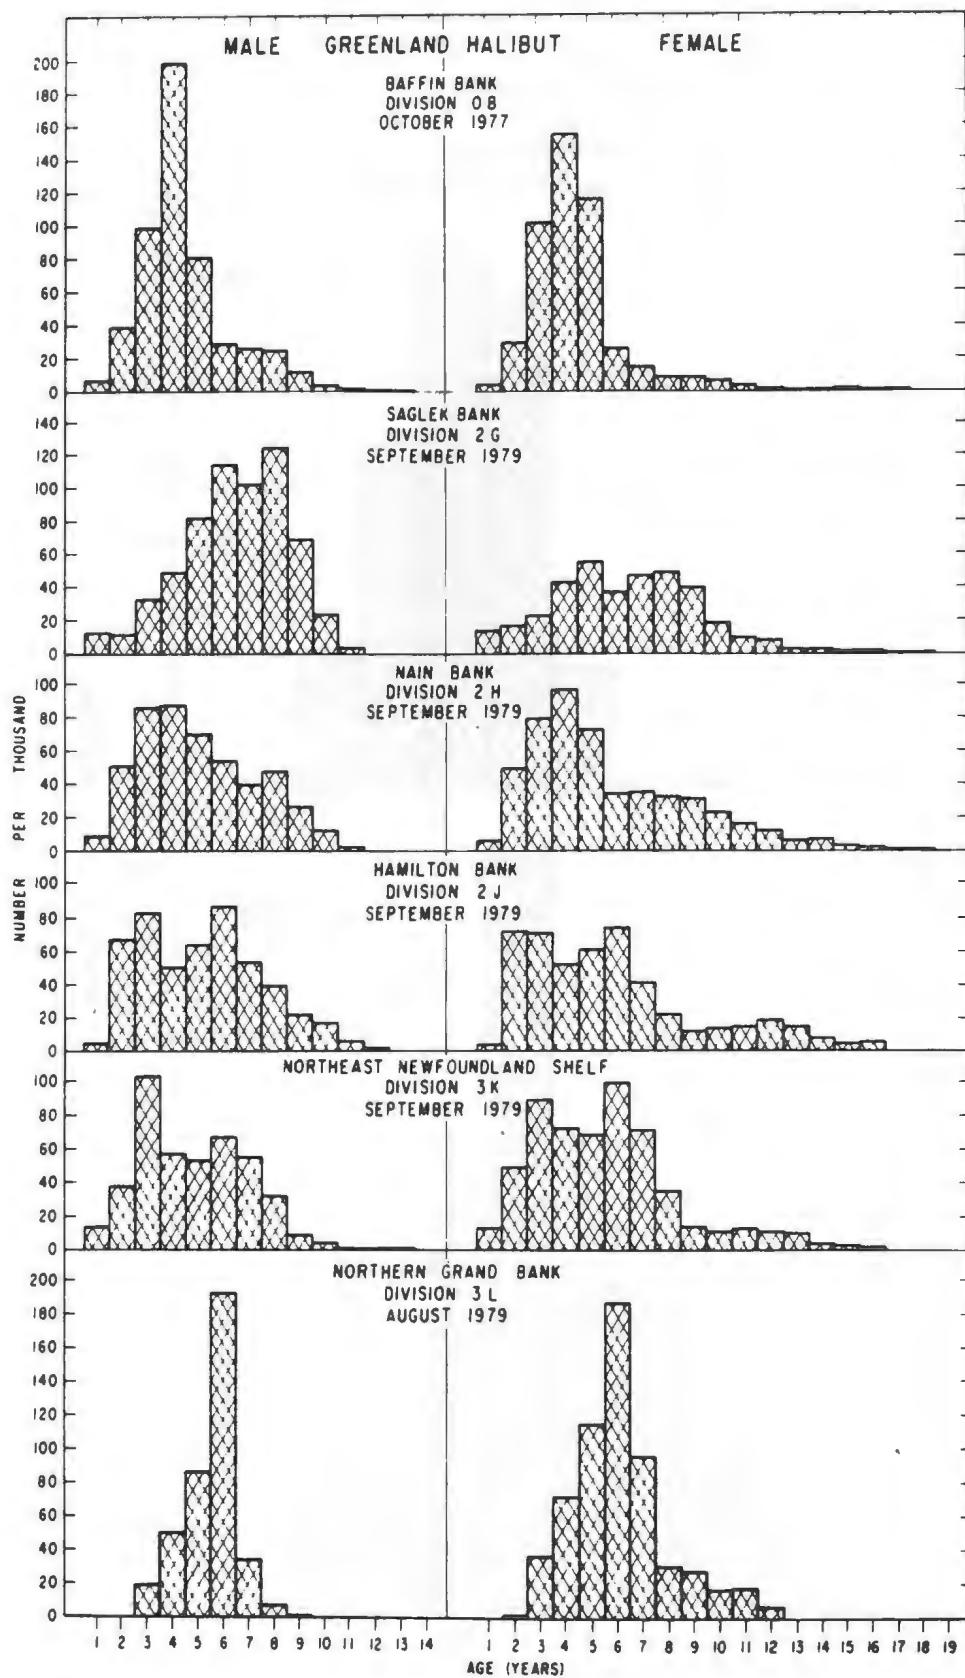 MALE GREENLAND HALIBUT FEMALE
BAFFIN BANK
DIVISION 0B
OCTOBER 1977
200
180
160
140
120
100
80
60
40
20
0
SAGLEK BANK
DIVISION 2G
SEPTEMBER 1979
140
120
100
80
60
40
20
0
NAIN BANK
DIVISION 2H
SEPTEMBER 1979
100
80
60
40
20
0
HAMILTON BANK
DIVISION 2J
SEPTEMBER 1979
100
80
60
40
20
0
NORTHEAST NEWFOUNDLAND SHELF
DIVISION 3K
SEPTEMBER 1979
100
80
60
40
20
0
NORTHERN GRAND BANK
DIVISION 3L
AUGUST 1979
200
180
160
140
120
100
80
60
40
20
0
NUMBER PER THOUSAND
1 2 3 4 5 6 7 8 9 10 11 12 13 14 1 2 3 4 5 6 7 8 9 10 11 12 13 14 15 16 17 18 19
AGE (YEARS)